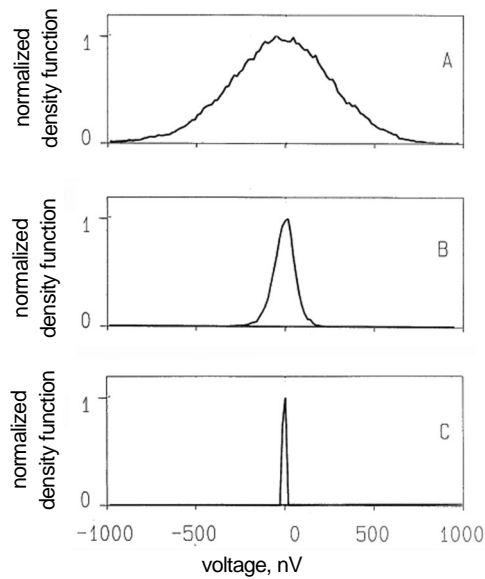 normalized
density function
1
0
A
normalized
density function
1
0
B
normalized
density function
1
0
C
-1000 -500 0 500 1000
voltage, nV